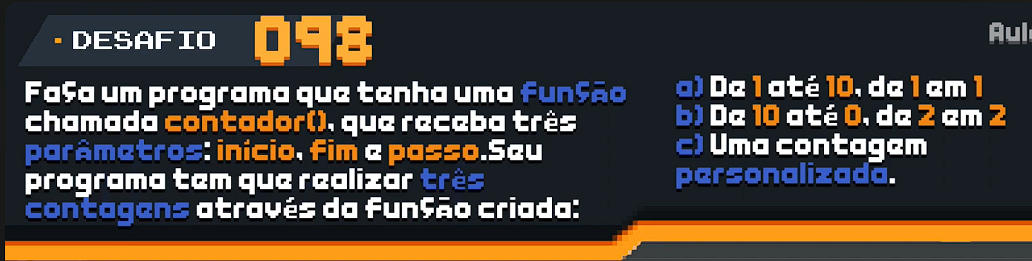 DESAFIO 098
Aul
Faça um programa que tenha uma função
chamada contador(), que receba três
parâmetros: início, fim e passo.Seu
programa tem que realizar três
contagens através da função criada:
a) De 1 até 10, de 1 em 1
b) De 10 até 0, de 2 em 2
c) Uma contagem
personalizada.